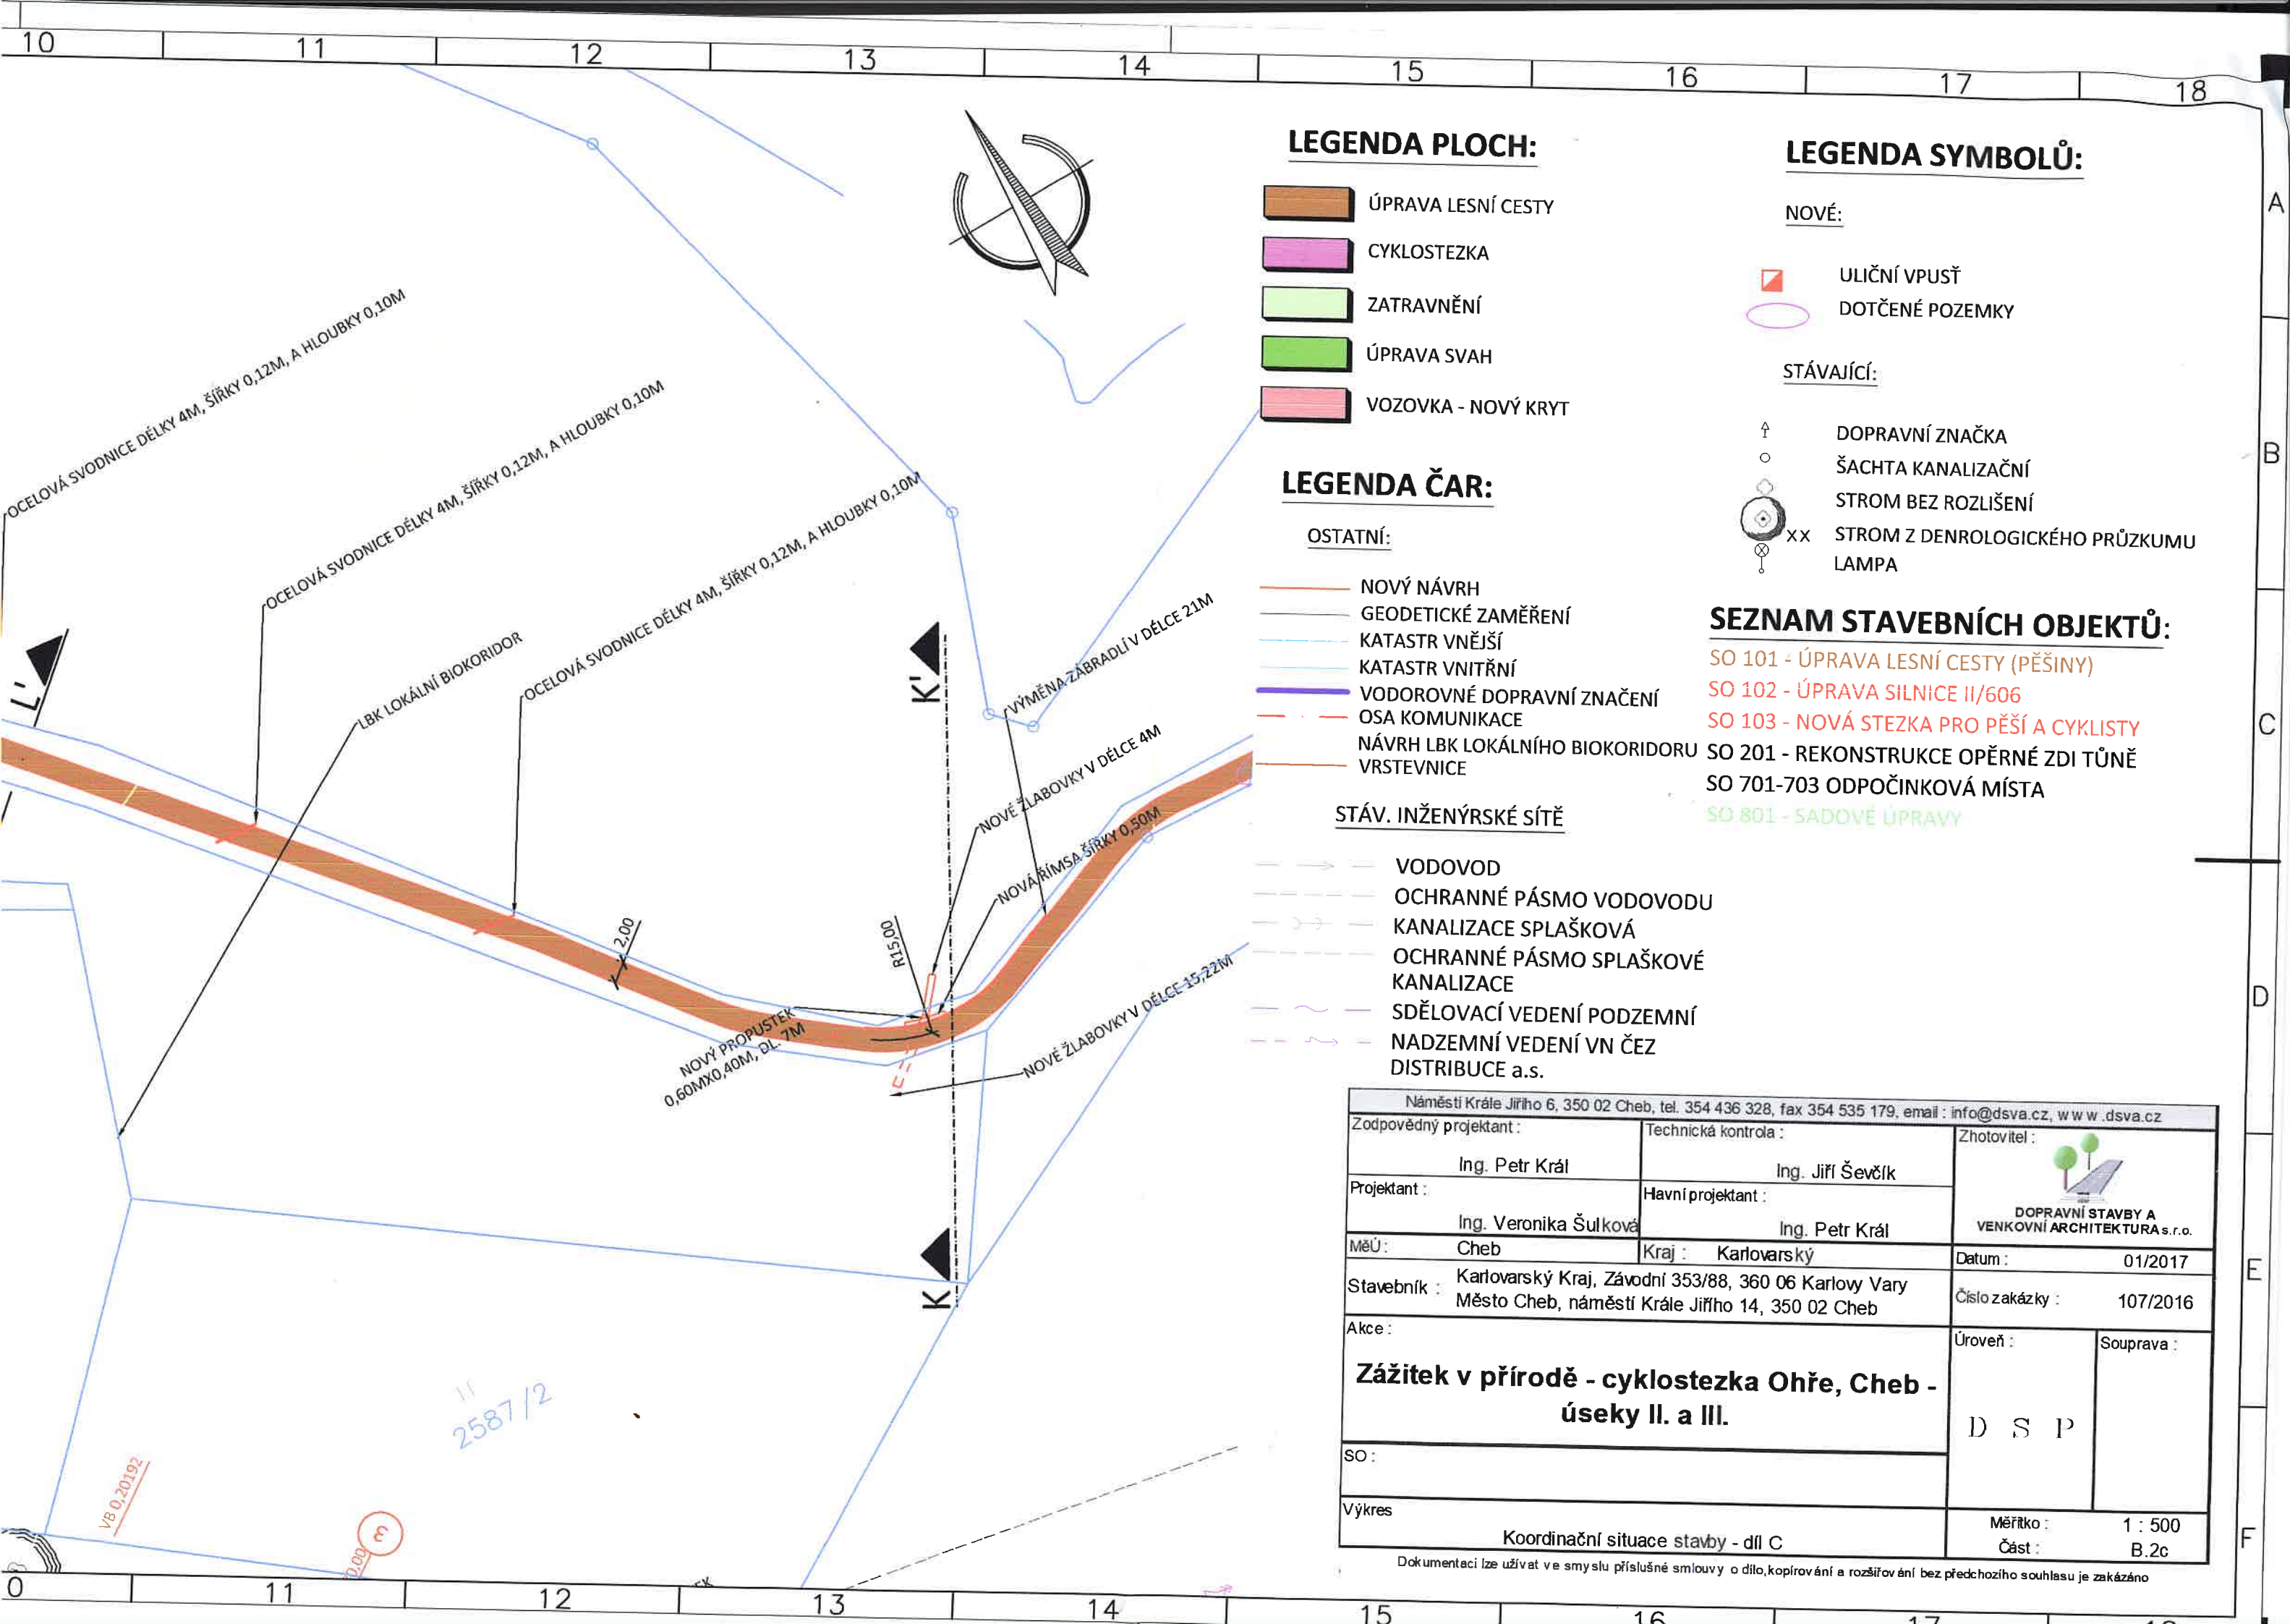 10 11 12 13 14 15 16 17 18
A
B
C
D
E
F
OCELOVÁ SVODNICE DÉLKY 4M, ŠÍŘKY 0,12M, A HLOUBKY 0,10M
OCELOVÁ SVODNICE DÉLKY 4M, ŠÍŘKY 0,12M, A HLOUBKY 0,10M
OCELOVÁ SVODNICE DÉLKY 4M, ŠÍŘKY 0,12M, A HLOUBKY 0,10M
LBK LOKÁLNÍ BIOKORIDOR
L'
K'
VÝMĚNA ZÁBRADLÍ V DÉLCE 21M
NOVÉ ŽLABOVKY V DÉLCE 4M
NOVÁ ŘÍMSA ŠÍŘKY 0,50M
2,00
R15,00
NOVÝ PROPUSTEK
0,60MX0,40M, DL. 7M
NOVÉ ŽLABOVKY V DÉLCE 15,22M
K
2587/2
VB 0,20192
LEGENDA PLOCH:
ÚPRAVA LESNÍ CESTY
CYKLOSTEZKA
ZATRAVNĚNÍ
ÚPRAVA SVAH
VOZOVKA - NOVÝ KRYT
LEGENDA ČAR:
OSTATNÍ:
NOVÝ NÁVRH
GEODETICKÉ ZAMĚŘENÍ
KATASTR VNĚJŠÍ
KATASTR VNITŘNÍ
VODOROVNÉ DOPRAVNÍ ZNAČENÍ
OSA KOMUNIKACE
NÁVRH LBK LOKÁLNÍHO BIOKORIDORU
VRSTEVNICE
STÁV. INŽENÝRSKÉ SÍTĚ
VODOVOD
OCHRANNÉ PÁSMO VODOVODU
KANALIZACE SPLAŠKOVÁ
OCHRANNÉ PÁSMO SPLAŠKOVÉ
KANALIZACE
SDĚLOVACÍ VEDENÍ PODZEMNÍ
NADZEMNÍ VEDENÍ VN ČEZ
DISTRIBUCE a.s.
LEGENDA SYMBOLŮ:
NOVÉ:
ULIČNÍ VPUSŤ
DOTČENÉ POZEMKY
STÁVAJÍCÍ:
DOPRAVNÍ ZNAČKA
ŠACHTA KANALIZAČNÍ
STROM BEZ ROZLIŠENÍ
XX STROM Z DENROLOGICKÉHO PRŮZKUMU
LAMPA
SEZNAM STAVEBNÍCH OBJEKTŮ:
SO 101 - ÚPRAVA LESNÍ CESTY (PĚŠINY)
SO 102 - ÚPRAVA SILNICE II/606
SO 103 - NOVÁ STEZKA PRO PĚŠÍ A CYKLISTY
SO 201 - REKONSTRUKCE OPĚRNÉ ZDI TŮNĚ
SO 701-703 ODPOČINKOVÁ MÍSTA
SO 801 - SADOVÉ ÚPRAVY
Náměstí Krále Jiřího 6, 350 02 Cheb, tel. 354 436 328, fax 354 535 179, email : info@dsva.cz, www.dsva.cz
Zodpovědný projektant :
Ing. Petr Král
Technická kontrola :
Ing. Jiří Ševčík
Zhotovitel :
DOPRAVNÍ STAVBY A
VENKOVNÍ ARCHITEKTURA s.r.o.
Projektant :
Ing. Veronika Šulková
Havní projektant :
Ing. Petr Král
MěÚ : Cheb
Kraj : Karlovarský
Datum : 01/2017
Stavebník : Karlovarský Kraj, Závodní 353/88, 360 06 Karlovy Vary
Město Cheb, náměstí Krále Jiřího 14, 350 02 Cheb
Číslo zakázky : 107/2016
Akce :
Zážitek v přírodě - cyklostezka Ohře, Cheb -
úseky II. a III.
Úroveň :
D S P
Souprava :
SO :
Výkres
Koordinační situace stavby - díl C
Měřítko : 1 : 500
Část : B.2c
Dokumentaci lze užívat ve smyslu příslušné smlouvy o dílo,kopírování a rozšiřování bez předchozího souhlasu je zakázáno
0 11 12 13 14 15 16 17